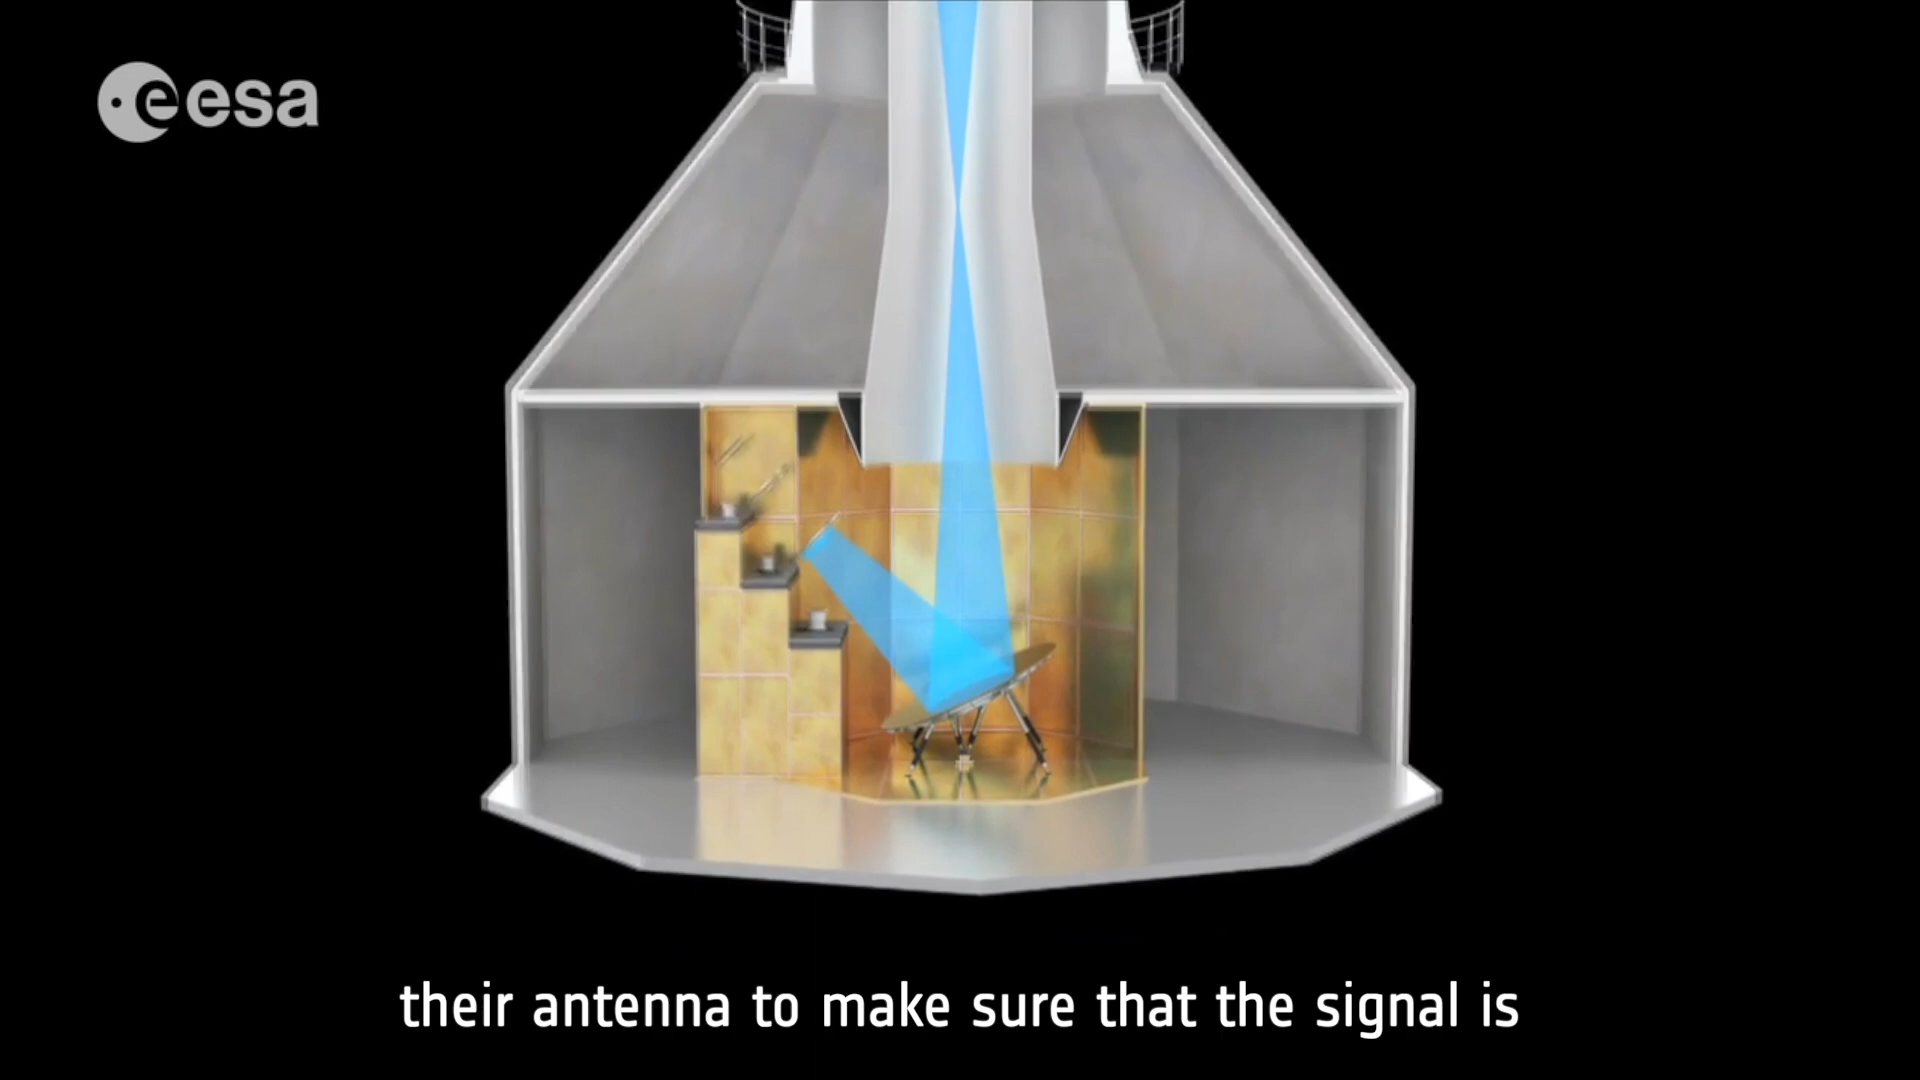 esa
their antenna to make sure that the signal is